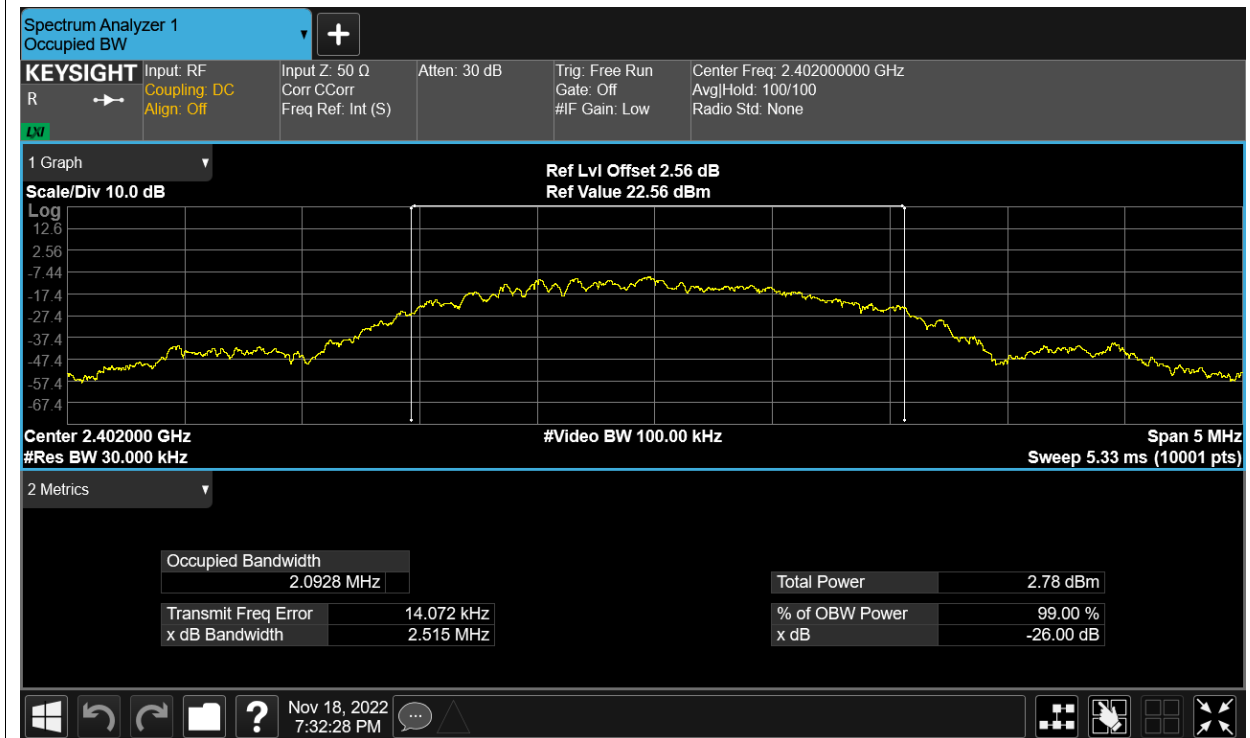 Spectrum Analyzer 1
Occupied BW
KEYSIGHT
R
LXI
Input: RF
Coupling: DC
Align: Off
Input Z: 50 Ω
Corr CCorr
Freq Ref: Int (S)
Atten: 30 dB
Trig: Free Run
Gate: Off
#IF Gain: Low
Center Freq: 2.402000000 GHz
Avg|Hold: 100/100
Radio Std: None
1 Graph
Scale/Div 10.0 dB
Ref Lvl Offset 2.56 dB
Ref Value 22.56 dBm
Log
12.6
2.56
-7.44
-17.4
-27.4
-37.4
-47.4
-57.4
-67.4
Center 2.402000 GHz
#Video BW 100.00 kHz
Span 5 MHz
#Res BW 30.000 kHz
Sweep 5.33 ms (10001 pts)
2 Metrics
Occupied Bandwidth
2.0928 MHz
Total Power 2.78 dBm
Transmit Freq Error 14.072 kHz
% of OBW Power 99.00 %
x dB Bandwidth 2.515 MHz
x dB -26.00 dB
?
Nov 18, 2022
7:32:28 PM